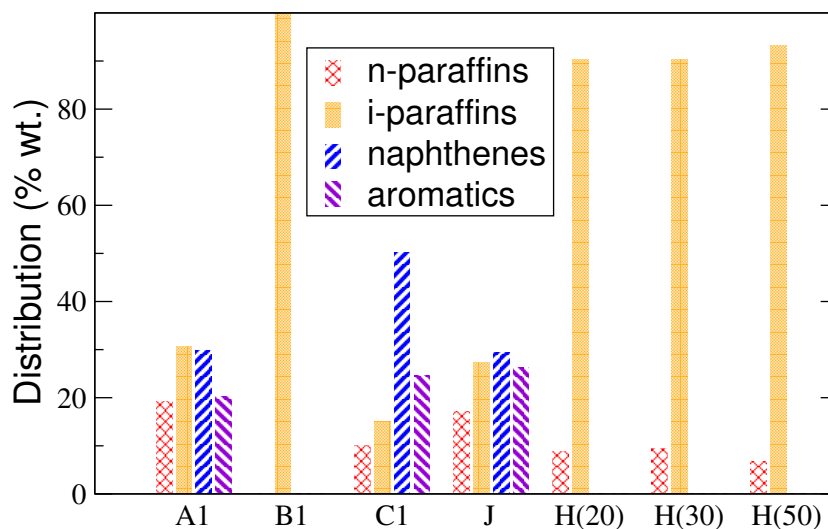 n-paraffins
i-paraffins
naphthenes
aromatics
Distribution (% wt.)
80
60
40
20
0
A1 B1 C1 J H(20) H(30) H(50)